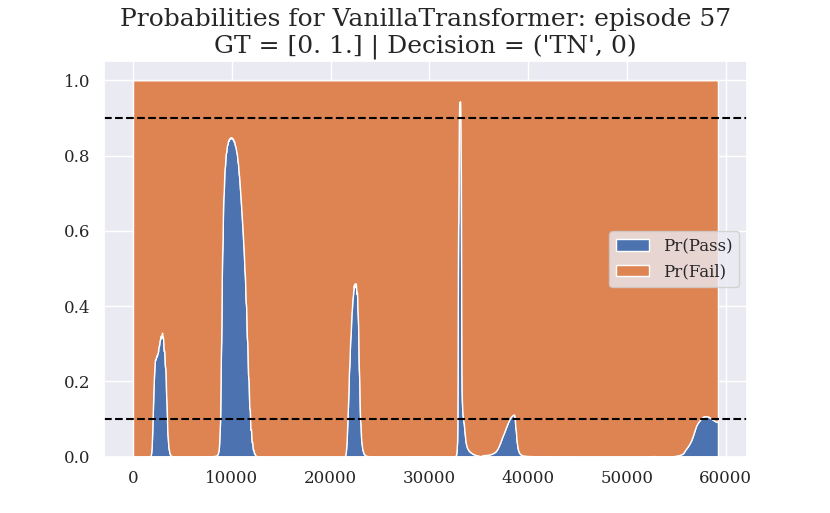 Probabilities for VanillaTransformer: episode 57
GT = [0. 1.] | Decision = ('TN', 0)
1.0
0.8
0.6
0.4
0.2
0.0
Pr(Pass)
Pr(Fail)
0 10000 20000 30000 40000 50000 60000